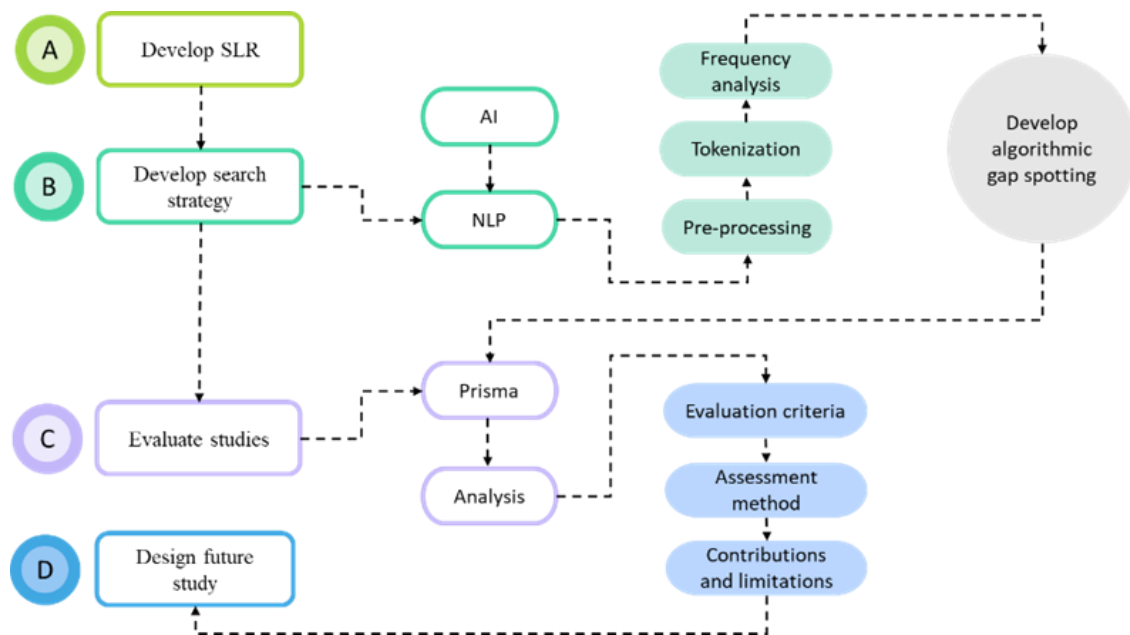 A
Develop SLR
Frequency
analysis
AI
Develop
algorithmic
gap spotting
Tokenization
B
Develop search
strategy
NLP
Pre-processing
Prisma
Evaluation criteria
C
Evaluate studies
Analysis
Assessment
method
D
Design future
study
Contributions
and limitations